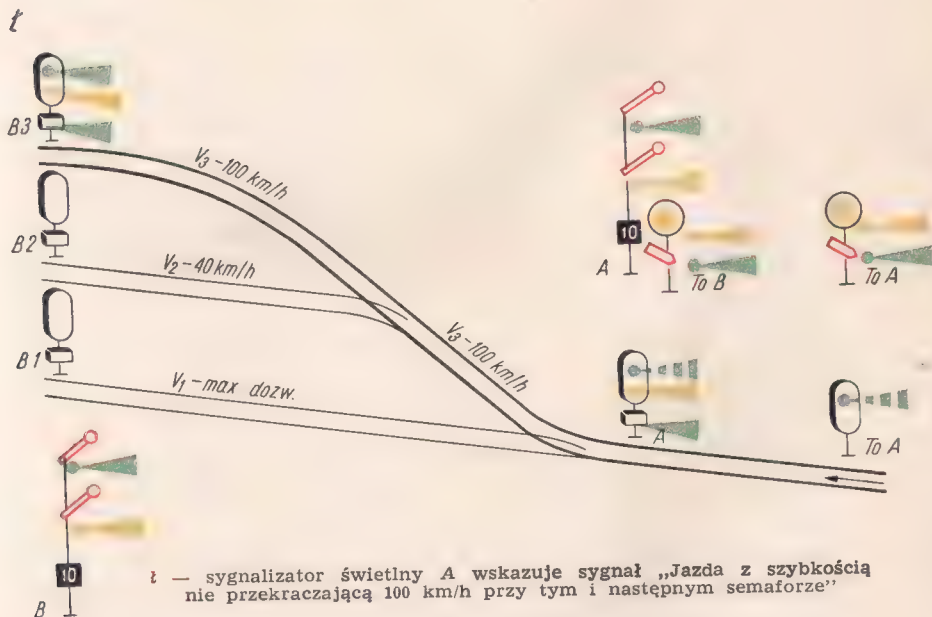 ł
B3
V₃-100 km/h
10
A
To B
To A
B2
V₂-40 km/h
V₃-100 km/h
B1
V₁-max dozw.
A
To A
10
B
ł — sygnalizator świetlny A wskazuje sygnał „Jazda z szybkością
nie przekraczającą 100 km/h przy tym i następnym semaforze”